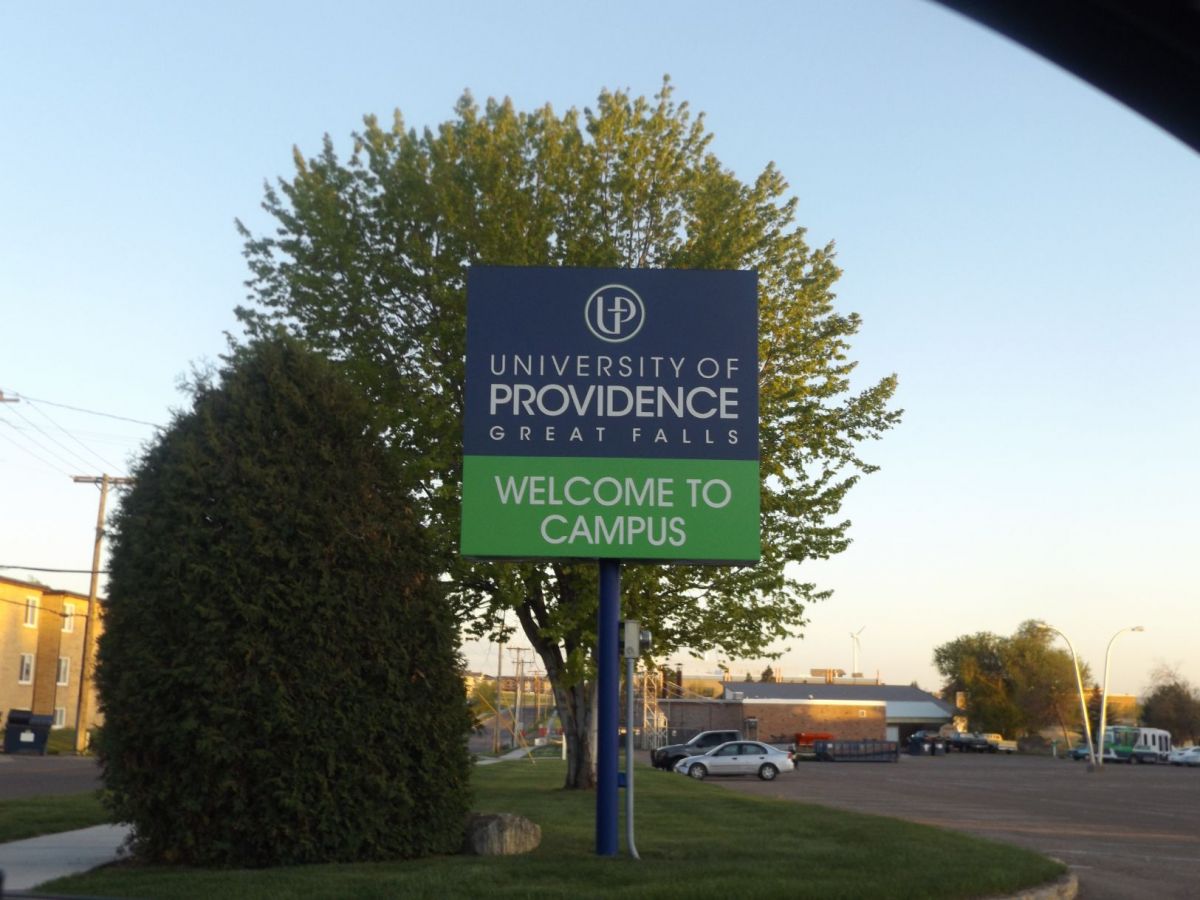 UP
UNIVERSITY OF
PROVIDENCE
GREAT FALLS
WELCOME TO
CAMPUS